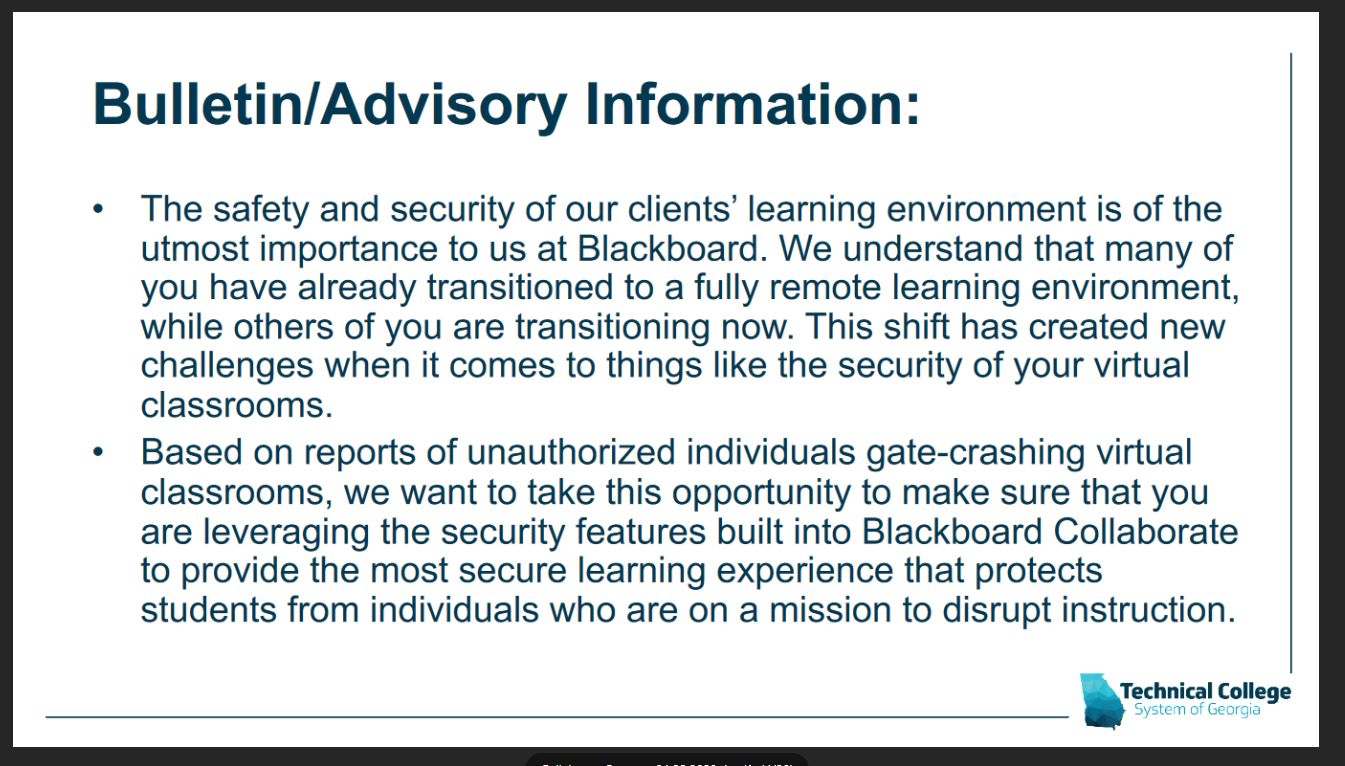 Bulletin/Advisory Information:
• The safety and security of our clients’ learning environment is of the
utmost importance to us at Blackboard. We understand that many of
you have already transitioned to a fully remote learning environment,
while others of you are transitioning now. This shift has created new
challenges when it comes to things like the security of your virtual
classrooms.
• Based on reports of unauthorized individuals gate-crashing virtual
classrooms, we want to take this opportunity to make sure that you
are leveraging the security features built into Blackboard Collaborate
to provide the most secure learning experience that protects
students from individuals who are on a mission to disrupt instruction.
Technical College
System of Georgia